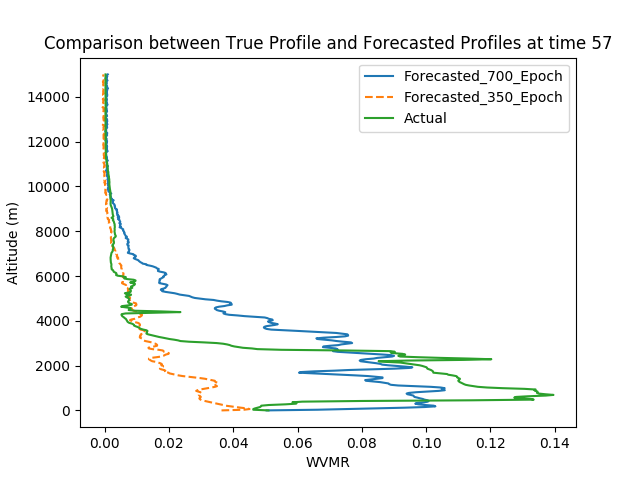 Comparison between True Profile and Forecasted Profiles at time 57
Forecasted_700_Epoch
Forecasted_350_Epoch
Actual
14000
12000
10000
8000
6000
4000
2000
0
Altitude (m)
0.00 0.02 0.04 0.06 0.08 0.10 0.12 0.14
WVMR